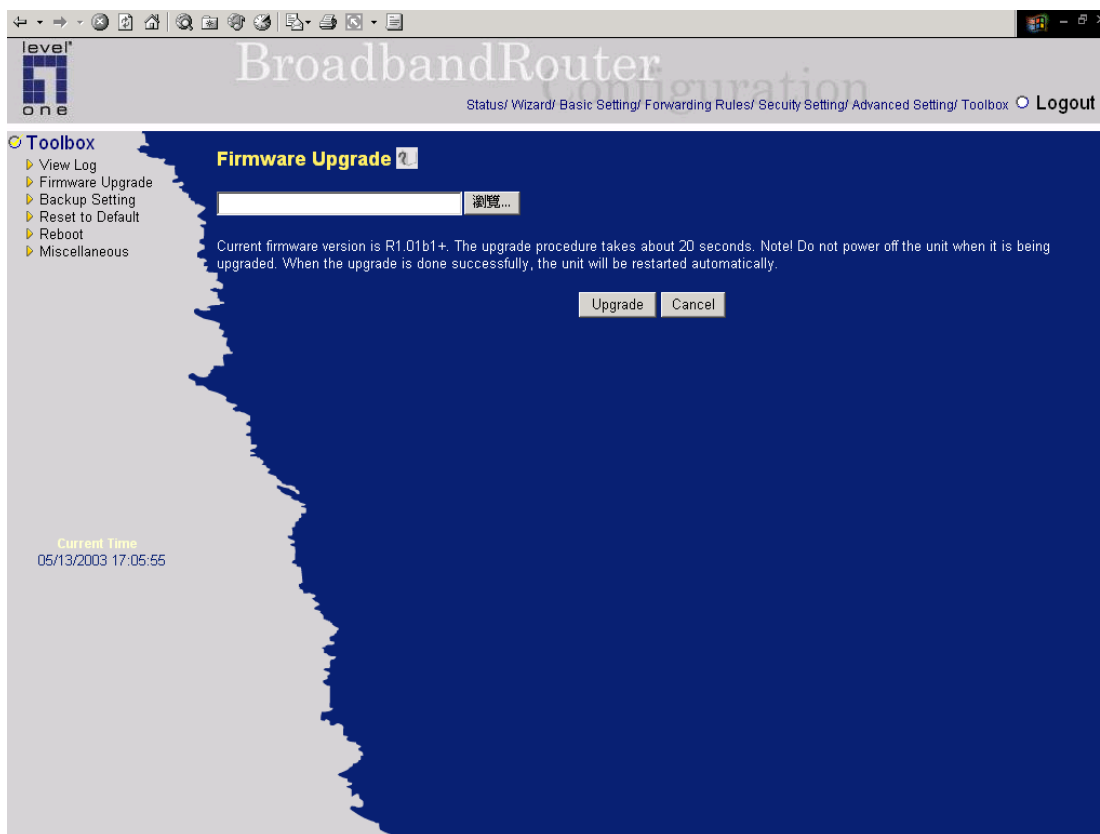 level
one
BroadbandRouter
Configuration
Status/ Wizard/ Basic Setting/ Forwarding Rules/ Secuity Setting/ Advanced Setting/ Toolbox Logout
Toolbox
View Log
Firmware Upgrade
Backup Setting
Reset to Default
Reboot
Miscellaneous
Current Time
05/13/2003 17:05:55
Firmware Upgrade
瀏覽...
Current firmware version is R1.01b1+. The upgrade procedure takes about 20 seconds. Note! Do not power off the unit when it is being
upgraded. When the upgrade is done successfully, the unit will be restarted automatically.
Upgrade Cancel